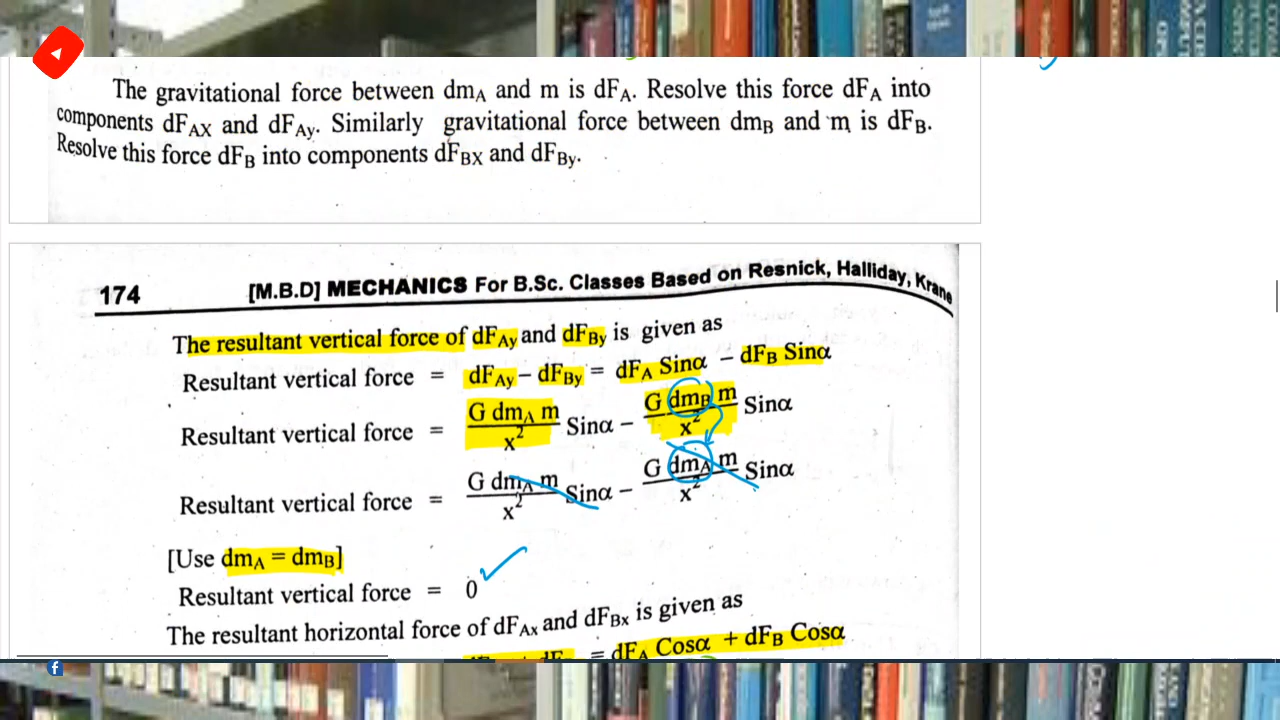 The gravitational force between dmA and m is dFA. Resolve this force dFA into
components dFAX and dFAy. Similarly gravitational force between dmB and m is dFB.
Resolve this force dFB into components dFBX and dFBy.
174 [M.B.D] MECHANICS For B.Sc. Classes Based on Resnick, Halliday, Krane
The resultant vertical force of dFAy and dFBy is given as
Resultant vertical force = dFAy – dFBy = dFA Sinα – dFB Sinα
Resultant vertical force = G dmA m / x² Sinα – G dmB m / x² Sinα
Resultant vertical force = G dmA m / x² Sinα – G dmA m / x² Sinα
[Use dmA = dmB]
Resultant vertical force = 0
The resultant horizontal force of dFAx and dFBx is given as
= dFA Cosα + dFB Cosα